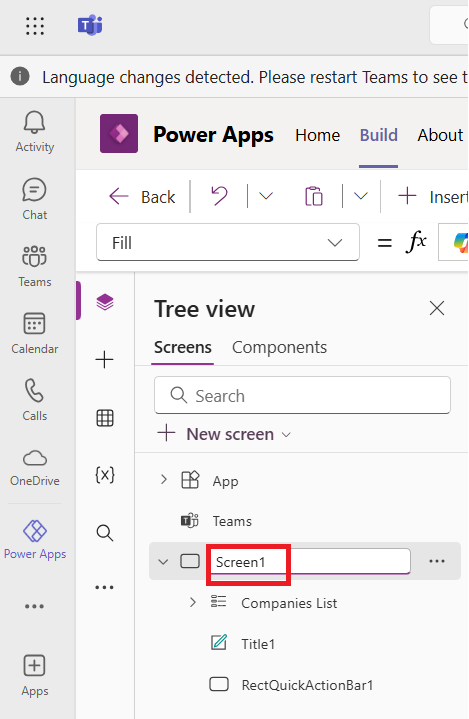 Language changes detected. Please restart Teams to see t
Activity
Chat
Teams
Calendar
Calls
OneDrive
Power Apps
Apps
Power Apps Home Build About
Back Insert
Fill = fx
Tree view
Screens Components
Search
New screen
App
Teams
Screen1
Companies List
Title1
RectQuickActionBar1